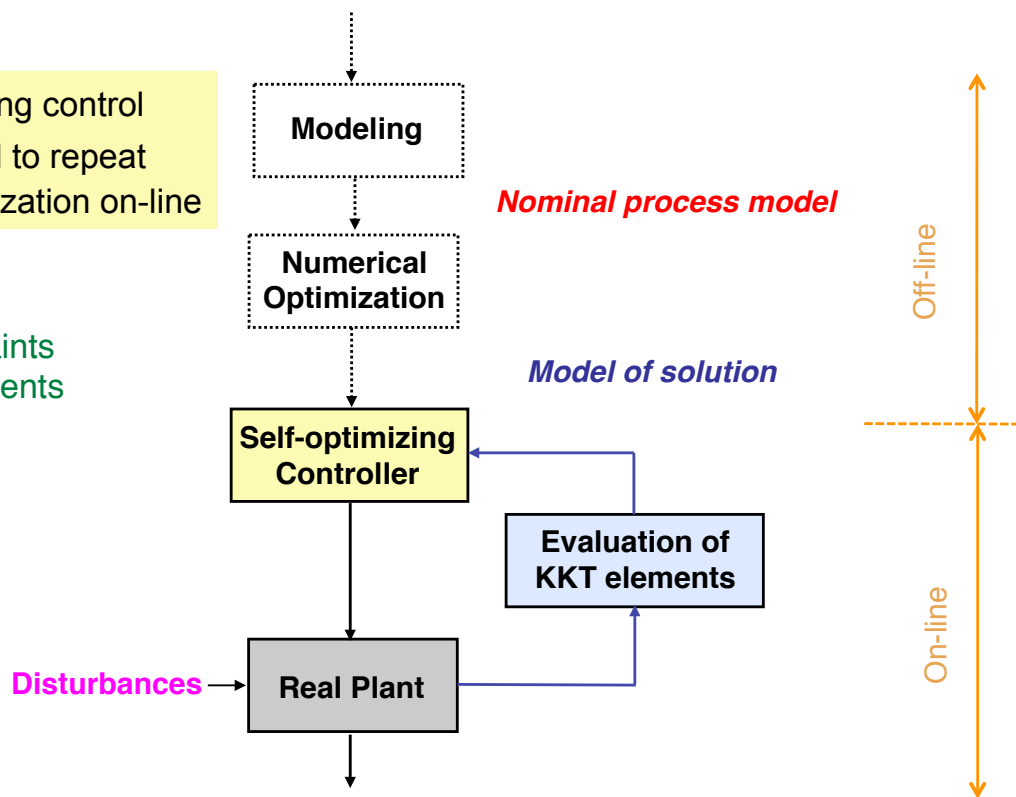 ng control
to repeat
zation on-line
ints
ents
Modeling
Nominal process model
Numerical
Optimization
Model of solution
Self-optimizing
Controller
Evaluation of
KKT elements
Disturbances
Real Plant
Off-line
On-line